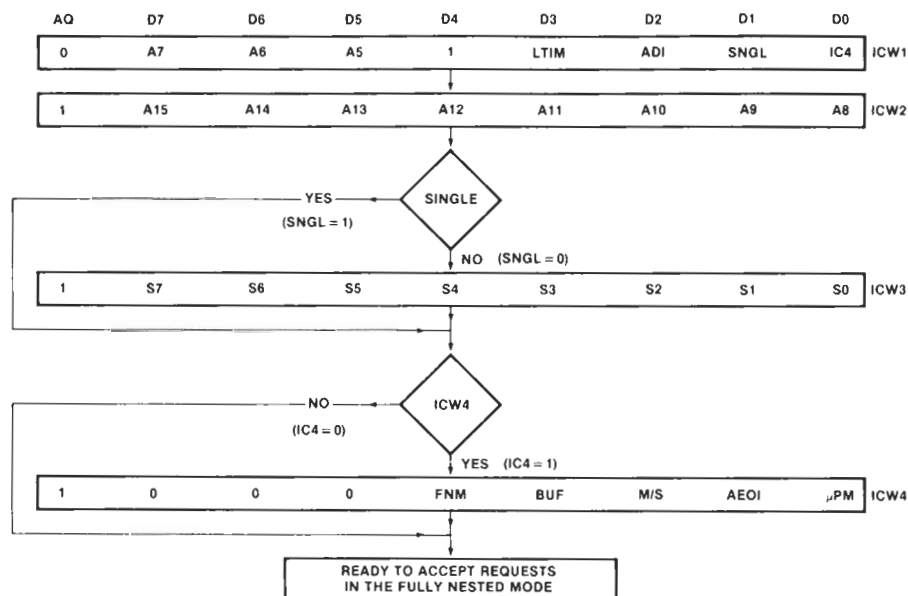 AQ D7 D6 D5 D4 D3 D2 D1 D0
0 A7 A6 A5 1 LTIM ADI SNGL IC4 ICW1
1 A15 A14 A13 A12 A11 A10 A9 A8 ICW2
YES SINGLE
(SNGL = 1)
NO (SNGL = 0)
1 S7 S6 S5 S4 S3 S2 S1 S0 ICW3
NO ICW4
(IC4 = 0)
YES (IC4 = 1)
1 0 0 0 FNM BUF M/S AEOI µPM ICW4
READY TO ACCEPT REQUESTS
IN THE FULLY NESTED MODE